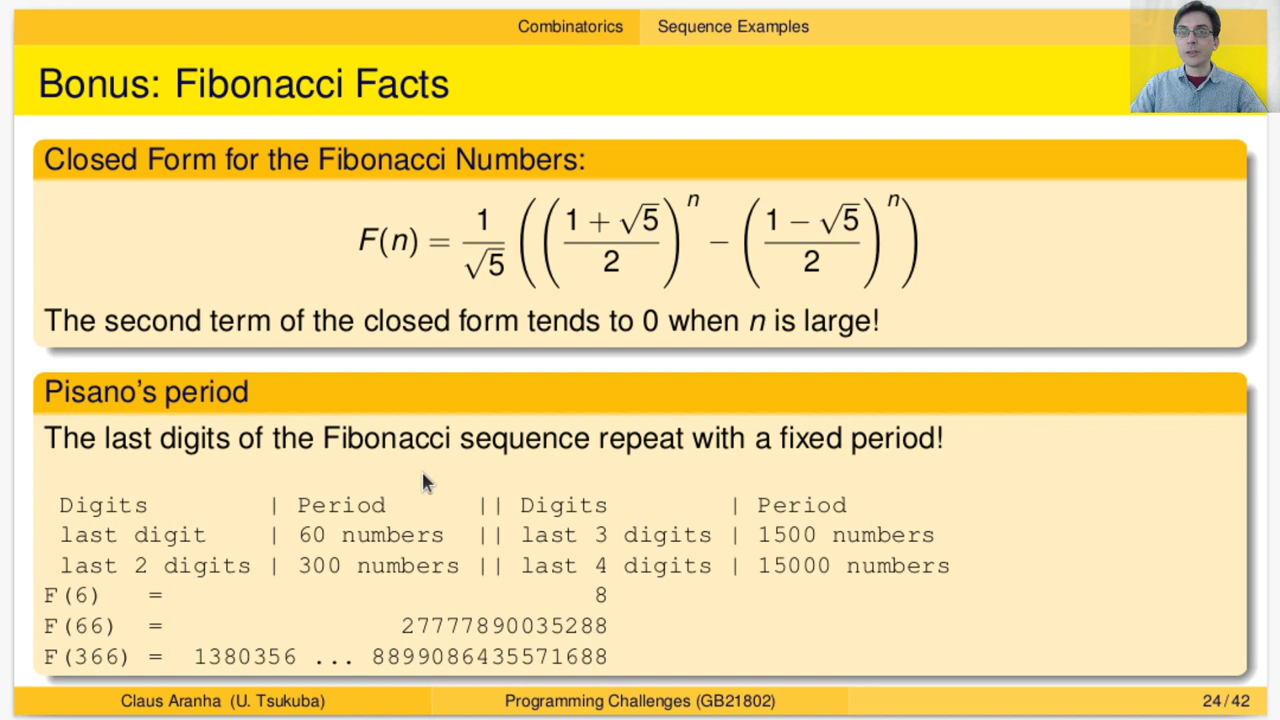 Combinatorics Sequence Examples
Bonus: Fibonacci Facts
Closed Form for the Fibonacci Numbers:
F(n) = 1/√5 (((1 + √5)/2)^n − ((1 − √5)/2)^n)
The second term of the closed form tends to 0 when n is large!
Pisano's period
The last digits of the Fibonacci sequence repeat with a fixed period!
Digits | Period || Digits | Period
last digit | 60 numbers || last 3 digits | 1500 numbers
last 2 digits | 300 numbers || last 4 digits | 15000 numbers
F(6) = 8
F(66) = 27777890035288
F(366) = 1380356 ... 8899086435571688
Claus Aranha (U. Tsukuba) Programming Challenges (GB21802) 24/42